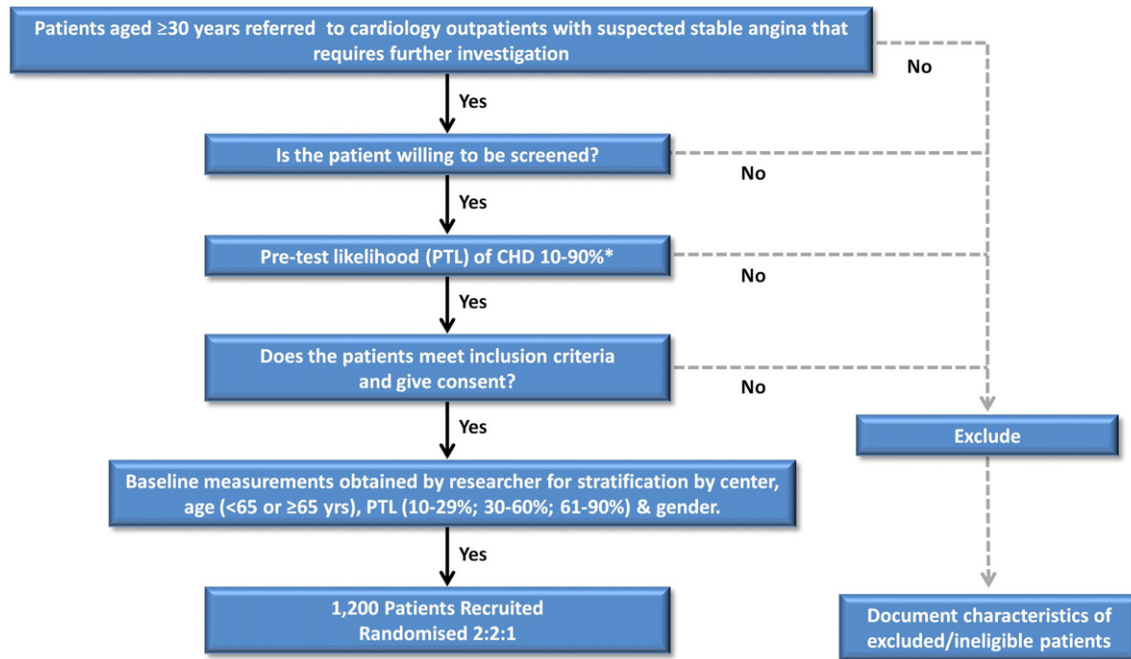 Patients aged ≥30 years referred to cardiology outpatients with suspected stable angina that
requires further investigation
No
Yes
Is the patient willing to be screened?
No
Yes
Pre-test likelihood (PTL) of CHD 10-90%*
No
Yes
Does the patients meet inclusion criteria
and give consent?
No
Yes
Exclude
Baseline measurements obtained by researcher for stratification by center,
age (<65 or ≥65 yrs), PTL (10-29%; 30-60%; 61-90%) & gender.
Yes
1,200 Patients Recruited
Randomised 2:2:1
Document characteristics of
excluded/ineligible patients